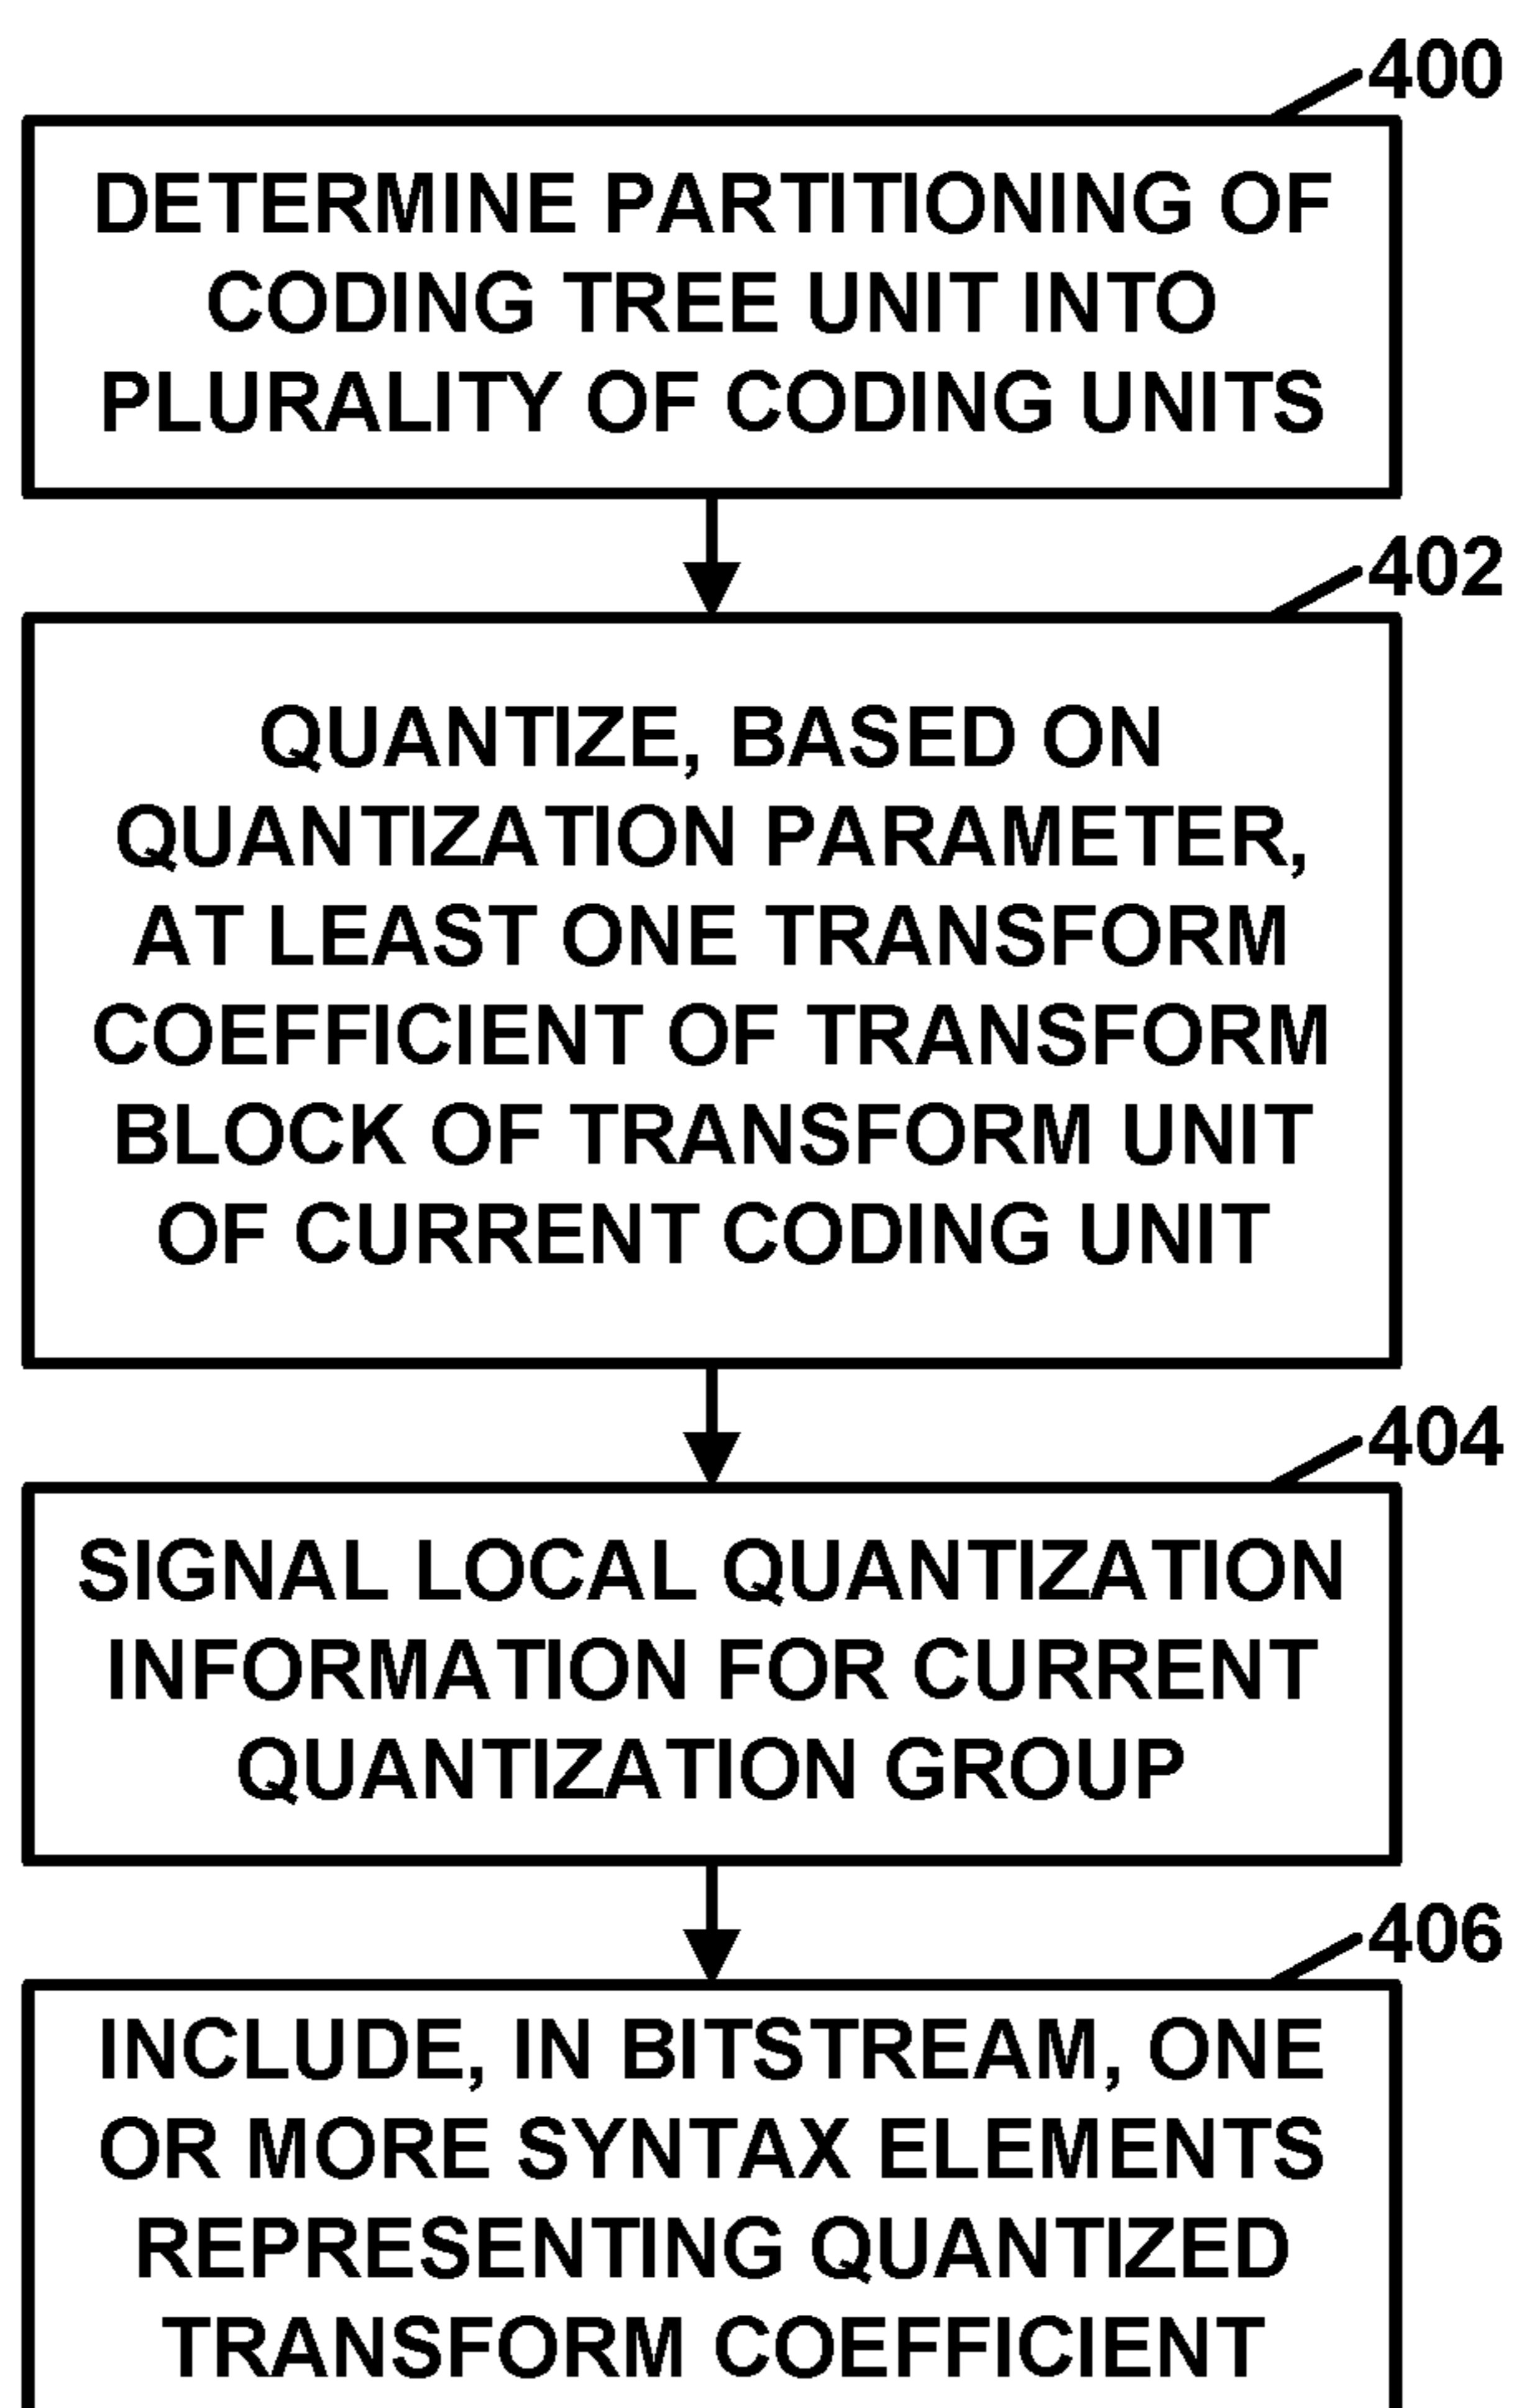 400
DETERMINE PARTITIONING OF
CODING TREE UNIT INTO
PLURALITY OF CODING UNITS
402
QUANTIZE, BASED ON
QUANTIZATION PARAMETER,
AT LEAST ONE TRANSFORM
COEFFICIENT OF TRANSFORM
BLOCK OF TRANSFORM UNIT
OF CURRENT CODING UNIT
404
SIGNAL LOCAL QUANTIZATION
INFORMATION FOR CURRENT
QUANTIZATION GROUP
406
INCLUDE, IN BITSTREAM, ONE
OR MORE SYNTAX ELEMENTS
REPRESENTING QUANTIZED
TRANSFORM COEFFICIENT